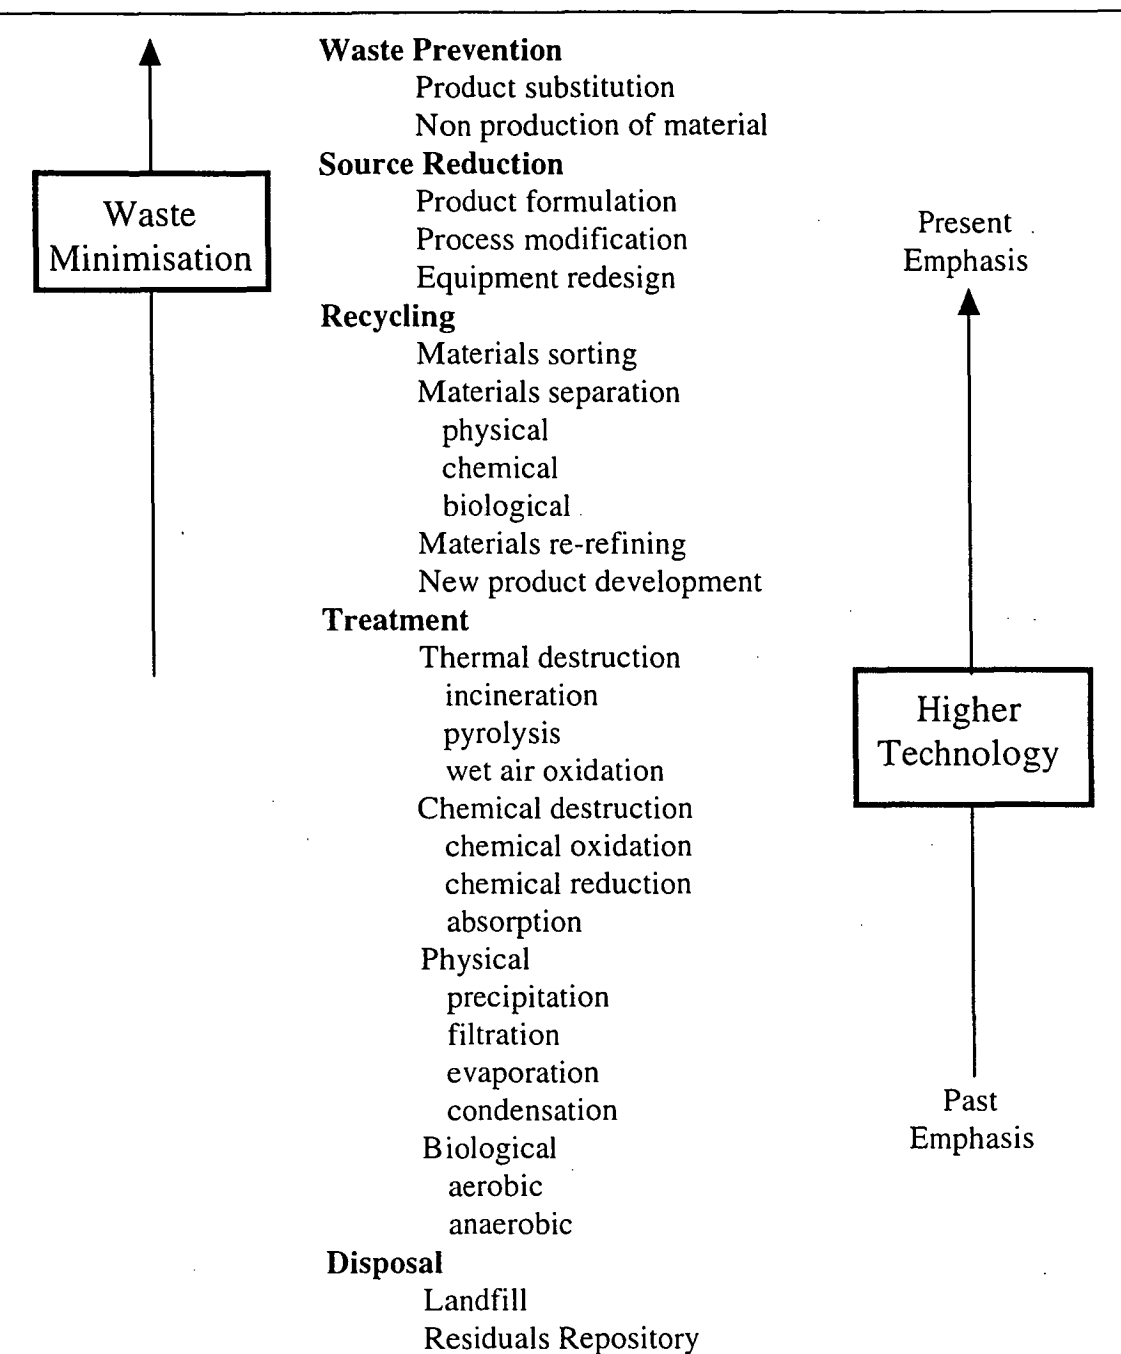 Waste Prevention
Product substitution
Non production of material
Source Reduction
Product formulation
Process modification
Equipment redesign
Recycling
Materials sorting
Materials separation
physical
chemical
biological
Materials re-refining
New product development
Treatment
Thermal destruction
incineration
pyrolysis
wet air oxidation
Chemical destruction
chemical oxidation
chemical reduction
absorption
Physical
precipitation
filtration
evaporation
condensation
Biological
aerobic
anaerobic
Disposal
Landfill
Residuals Repository
Waste
Minimisation
Present
Emphasis
Higher
Technology
Past
Emphasis